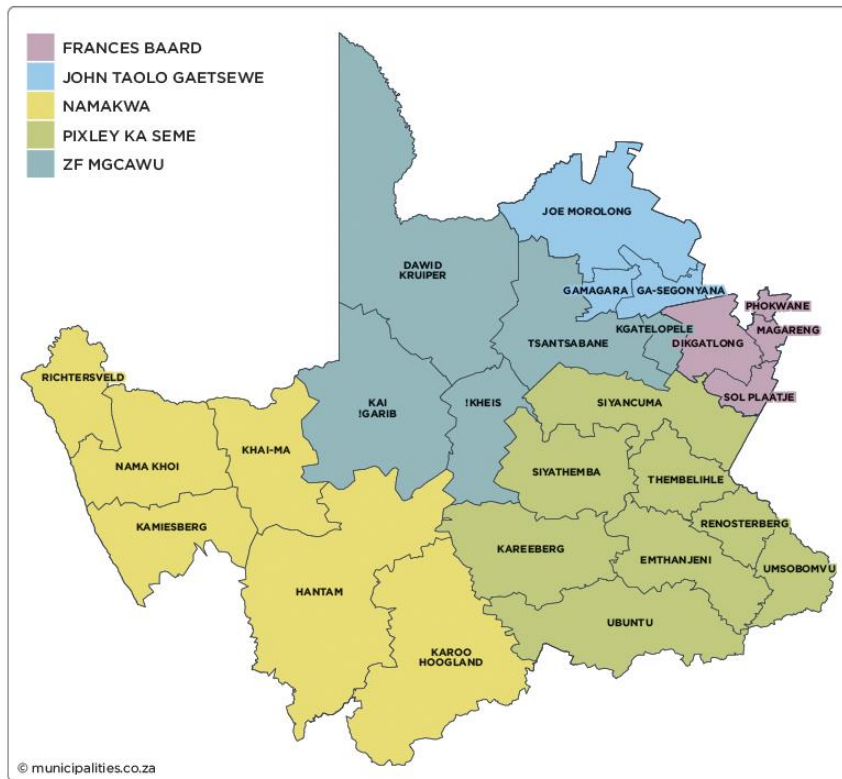 FRANCES BAARD
JOHN TAOLO GAETSEWE
NAMAKWA
PIXLEY KA SEME
ZF MGCAWU
JOE MOROLONG
DAWID
KRUIPER
GAMAGARA
GA-SEGONYANA
PHOKWANE
KGATELOPELE
MAGARENG
TSANTSABANE
DIKGATLONG
RICHTERSVELD
SOL PLAATJE
KAI
!GARIB
!KHEIS
SIYANCUMA
KHAI-MA
NAMA KHOI
SIYATHEMBA
THEMBELIHLE
KAMIESBERG
RENOSTERBERG
KAREEBERG
EMTHANJENI
UMSOBOMVU
HANTAM
UBUNTU
KAROO
HOOGLAND
© municipalities.co.za